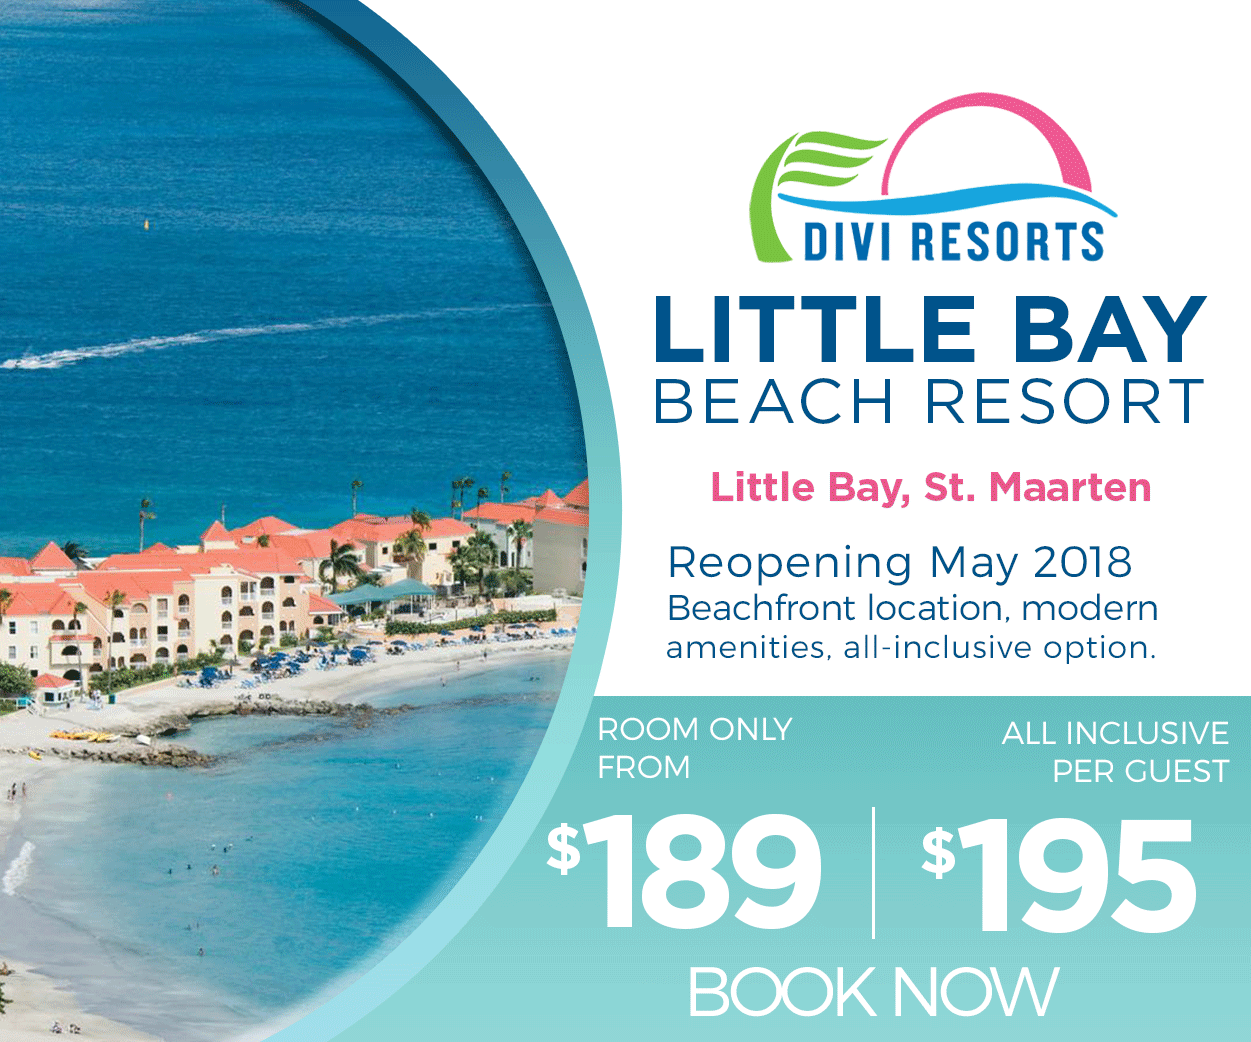 DIVI RESORTS
LITTLE BAY
BEACH RESORT
Little Bay, St. Maarten
Reopening May 2018
Beachfront location, modern
amenities, all-inclusive option.
ROOM ONLY
FROM
$189
ALL INCLUSIVE
PER GUEST
$195
BOOK NOW